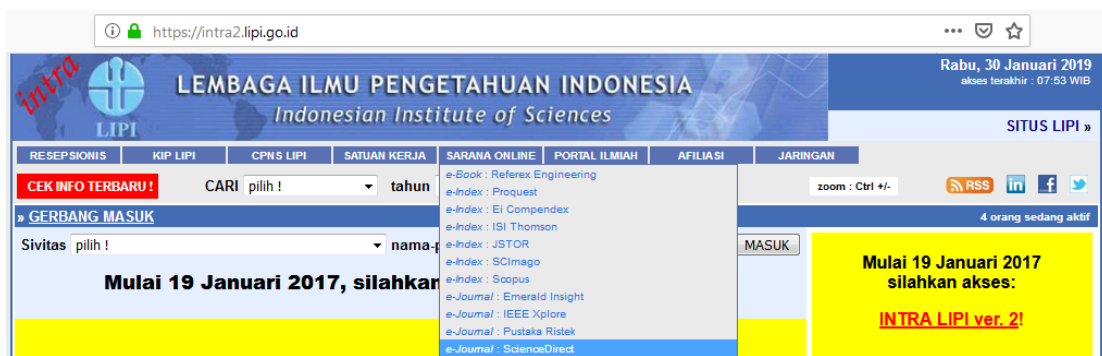 https://intra2.lipi.go.id
intra
LIPI
LEMBAGA ILMU PENGETAHUAN INDONESIA
Indonesian Institute of Sciences
Rabu, 30 Januari 2019
akses terakhir : 07:53 WIB
SITUS LIPI »
RESEPSIONIS KIP LIPI CPNS LIPI SATUAN KERJA SARANA ONLINE PORTAL ILMIAH AFILIASI JARINGAN
CEK INFO TERBARU ! CARI pilih ! tahun zoom : Ctrl +/- RSS in f
» GERBANG MASUK 4 orang sedang aktif
Sivitas pilih ! nama-p MASUK
e-Book : Referex Engineering
e-Index : Proquest
e-Index : Ei Compendex
e-Index : ISI Thomson
e-Index : JSTOR
e-Index : SCImago
e-Index : Scopus
e-Journal : Emerald Insight
e-Journal : IEEE Xplore
e-Journal : Pustaka Ristek
e-Journal : ScienceDirect
Mulai 19 Januari 2017, silahkan
Mulai 19 Januari 2017
silahkan akses:
INTRA LIPI ver. 2!